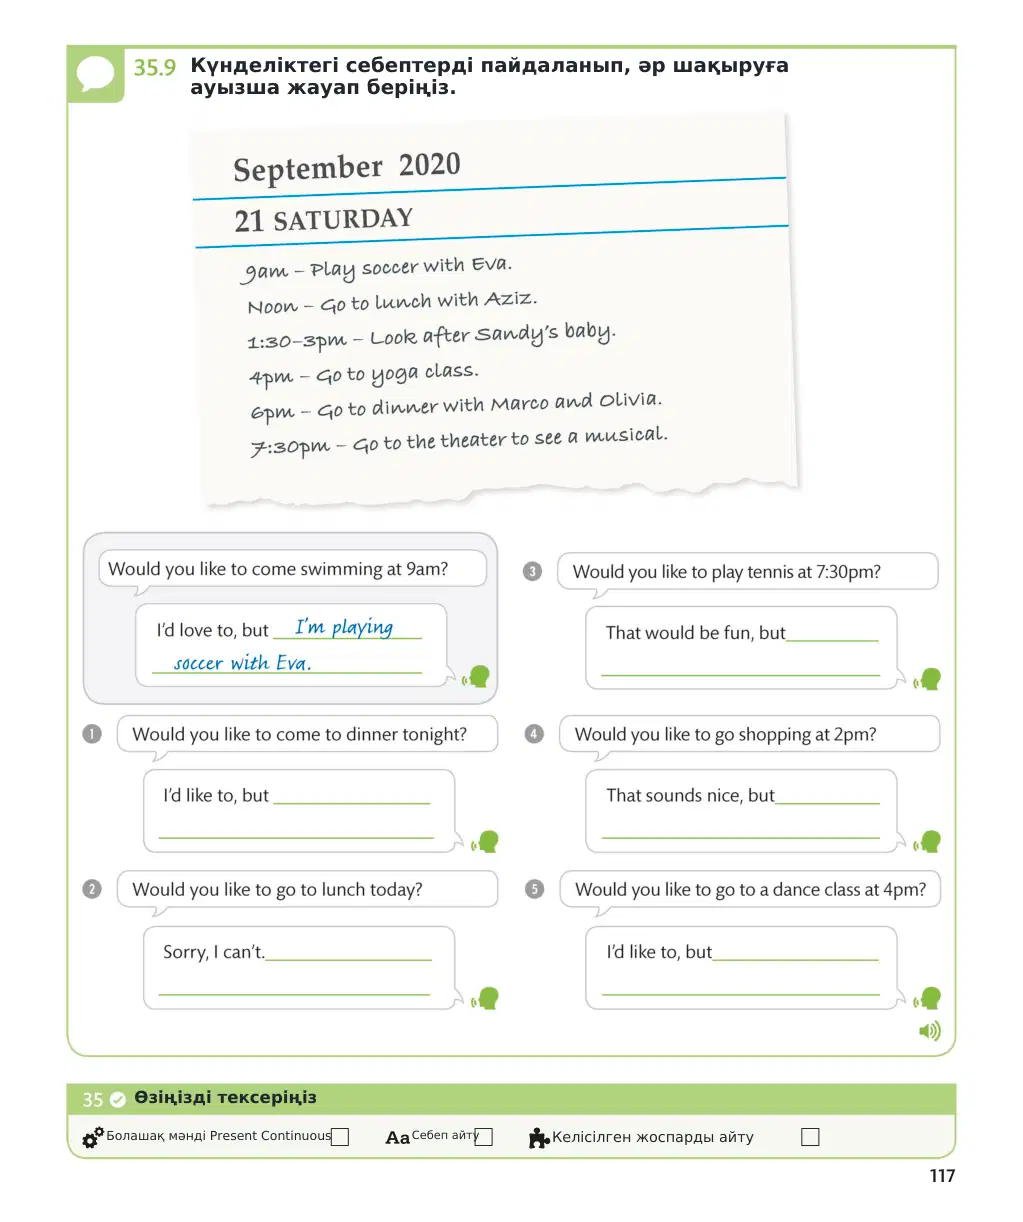 35.9 Күнделіктегі себептерді пайдаланып, әр шақыруға
ауызша жауап беріңіз.
September 2020
21 SATURDAY
9am – Play soccer with Eva.
Noon – Go to lunch with Aziz.
1:30–3pm – Look after Sandy's baby.
4pm – Go to yoga class.
6pm – Go to dinner with Marco and Olivia.
7:30pm – Go to the theater to see a musical.
Would you like to come swimming at 9am?
I'd love to, but I'm playing
soccer with Eva.
1 Would you like to come to dinner tonight?
I'd like to, but
2 Would you like to go to lunch today?
Sorry, I can't.
3 Would you like to play tennis at 7:30pm?
That would be fun, but
4 Would you like to go shopping at 2pm?
That sounds nice, but
5 Would you like to go to a dance class at 4pm?
I'd like to, but
35 Өзіңізді тексеріңіз
Болашақ мәнді Present Continuous Aa Себеп айту Келісілген жоспарды айту
117